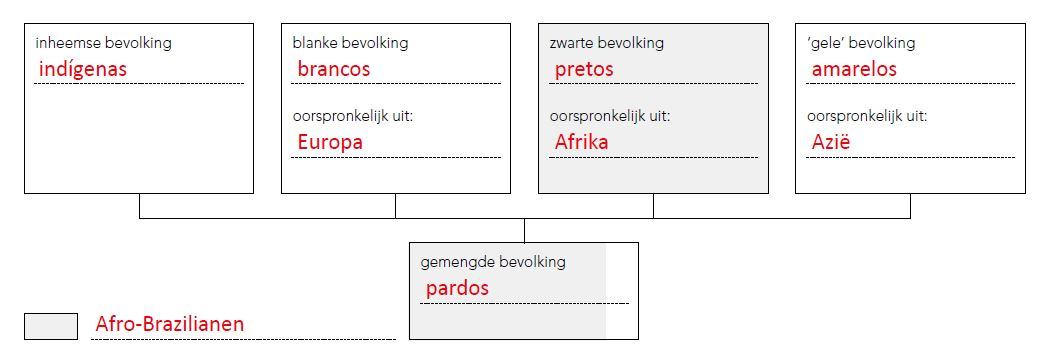 inheemse bevolking
indígenas
blanke bevolking
brancos
oorspronkelijk uit:
Europa
zwarte bevolking
pretos
oorspronkelijk uit:
Afrika
‘gele’ bevolking
amarelos
oorspronkelijk uit:
Azië
gemengde bevolking
pardos
Afro-Brazilianen